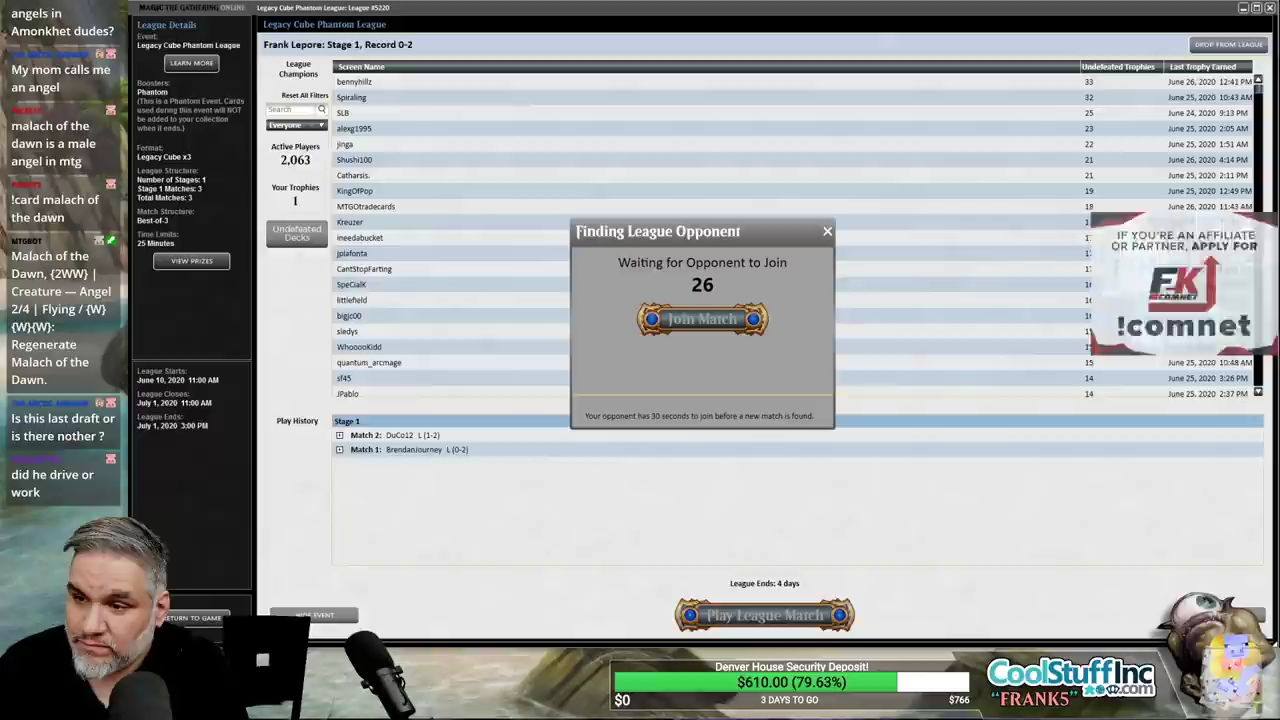 angels in
Amonkhet dudes?
My mom calls me
an angel
malach of the
dawn is a male
angel in mtg
!card malach of
the dawn
MTGBOT
Malach of the
Dawn, {2WW} |
Creature — Angel
2/4 | Flying / {W}
{W}{W}:
Regenerate
Malach of the
Dawn.
Is this last draft or
is there nother ?
did he drive or
work
MAGIC THE GATHERING ONLINE
Legacy Cube Phantom League: League #5220
League Details
Event:
Legacy Cube Phantom League
LEARN MORE
Boosters:
Phantom
(This is a Phantom Event. Cards
used during this event will NOT
be added to your collection
when it ends.)
Format:
Legacy Cube x3
League Structure:
Number of Stages: 1
Stage 1 Matches: 3
Total Matches: 3
Match Structure:
Best-of-3
Time Limits:
25 Minutes
VIEW PRIZES
League Starts:
June 10, 2020 11:00 AM
League Closes:
July 1, 2020 11:00 AM
League Ends:
July 1, 2020 3:00 PM
RETURN TO GAME
Legacy Cube Phantom League
Frank Lepore: Stage 1, Record 0-2
DROP FROM LEAGUE
League
Champions
Reset All Filters
Search
Everyone
Active Players
2,063
Your Trophies
1
Undefeated
Decks
Screen Name Undefeated Trophies Last Trophy Earned
bennyhillz 33 June 26, 2020 12:41 PM
Spiraling 32 June 25, 2020 10:43 AM
SLB 25 June 24, 2020 9:13 PM
alexg1995 23 June 25, 2020 2:05 AM
jinga 22 June 25, 2020 1:51 AM
Shushi100 21 June 26, 2020 4:14 PM
Catharsis. 21 June 25, 2020 2:11 PM
KingOfPop 19 June 25, 2020 12:49 PM
MTGOtradecards 18 June 26, 2020 11:43 AM
Kreuzer
ineedabucket
jpiafonta
CantStopFarting
SpeCialK
littlefield
bigjc00
sledys
WhooooKidd
quantum_arcmage 15 June 25, 2020 10:48 AM
sf45 14 June 25, 2020 3:26 PM
JPablo 14 June 25, 2020 2:37 PM
Finding League Opponent
Waiting for Opponent to Join
26
Join Match
Your opponent has 30 seconds to join before a new match is found.
IF YOU'RE AN AFFILIATE
OR PARTNER, APPLY FOR
COMNET
!comnet
Play History
Stage 1
Match 2: DuCo12 L (1-2)
Match 1: BrendanJourney L (0-2)
League Ends: 4 days
HIDE EVENT
Play League Match
Denver House Security Deposit!
$610.00 (79.63%)
$0 3 DAYS TO GO $766
CoolStuffInc
.com
"FRANK5"